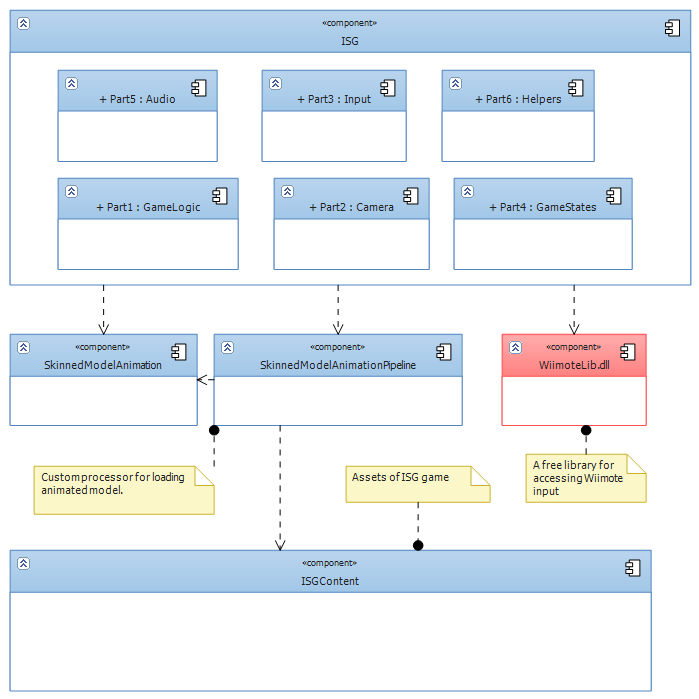 «component»
ISG
+ Part5 : Audio
+ Part3 : Input
+ Part6 : Helpers
+ Part1 : GameLogic
+ Part2 : Camera
+ Part4 : GameStates
«component»
SkinnedModelAnimation
«component»
SkinnedModelAnimationPipeline
«component»
WiimoteLib.dll
Custom processor for loading
animated model.
Assets of ISG game
A free library for
accessing Wiimote
input
«component»
ISGContent